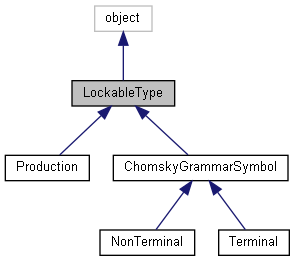 object
LockableType
Production
ChomskyGrammarSymbol
NonTerminal
Terminal